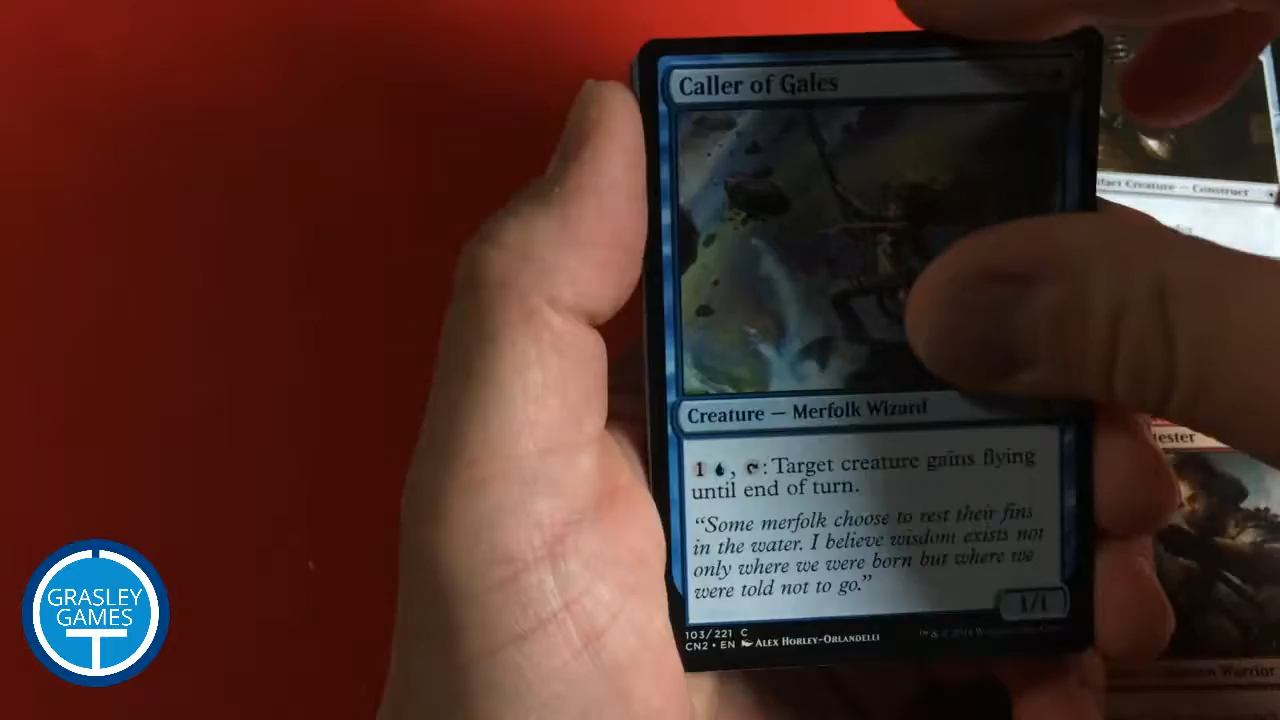 Caller of Gales
Creature — Merfolk Wizard
1 , : Target creature gains flying
until end of turn.
"Some merfolk choose to rest their fins
in the water. I believe wisdom exists not
only where we were born but where we
were told not to go."
1/1
103/221 C
CN2 • EN Alex Horley-Orlandelli
Creature — Construct
Warrior
GRASLEY
GAMES